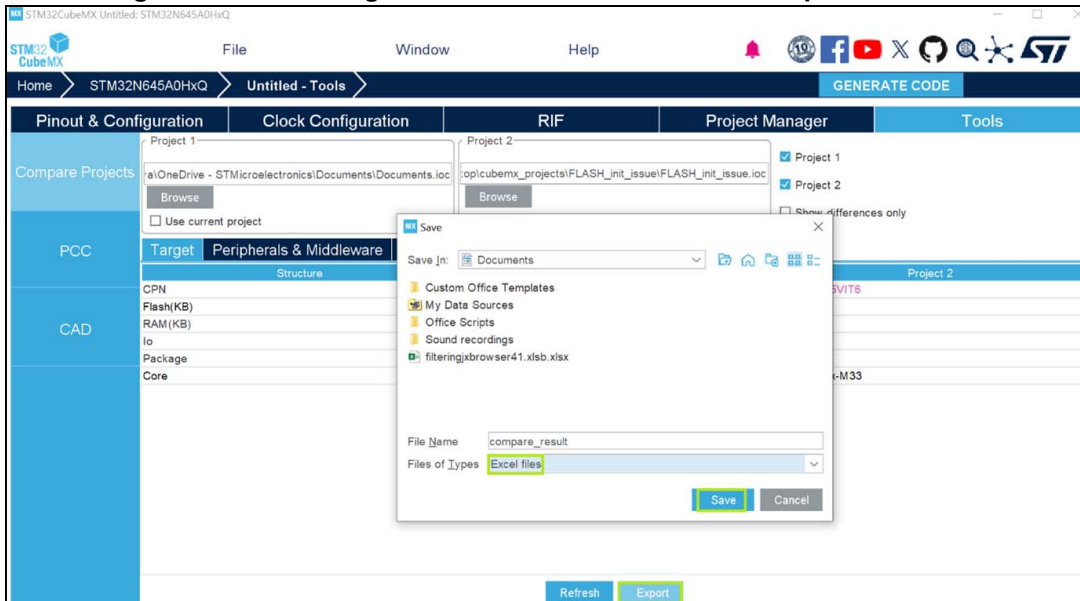 STM32CubeMX Untitled: STM32N645A0HxQ
STM32 CubeMX File Window Help
Home STM32N645A0HxQ Untitled - Tools GENERATE CODE
Pinout & Configuration Clock Configuration RIF Project Manager Tools
Compare Projects
PCC
CAD
Project 1
a\OneDrive - STMicroelectronics\Documents\Documents.ioc
Browse
Use current project
Project 2
top\cubemx_projects\FLASH_init_issue\FLASH_init_issue.ioc
Browse
Project 1
Project 2
Show differences only
Target Peripherals & Middleware
Structure Project 2
CPN 5VIT6
Flash(KB)
RAM(KB)
Io
Package
Core x-M33
MX Save
Save In: Documents
Custom Office Templates
My Data Sources
Office Scripts
Sound recordings
filteringjxbrowser41.xlsb.xlsx
File Name compare_result
Files of Types Excel files
Save Cancel
Refresh Export